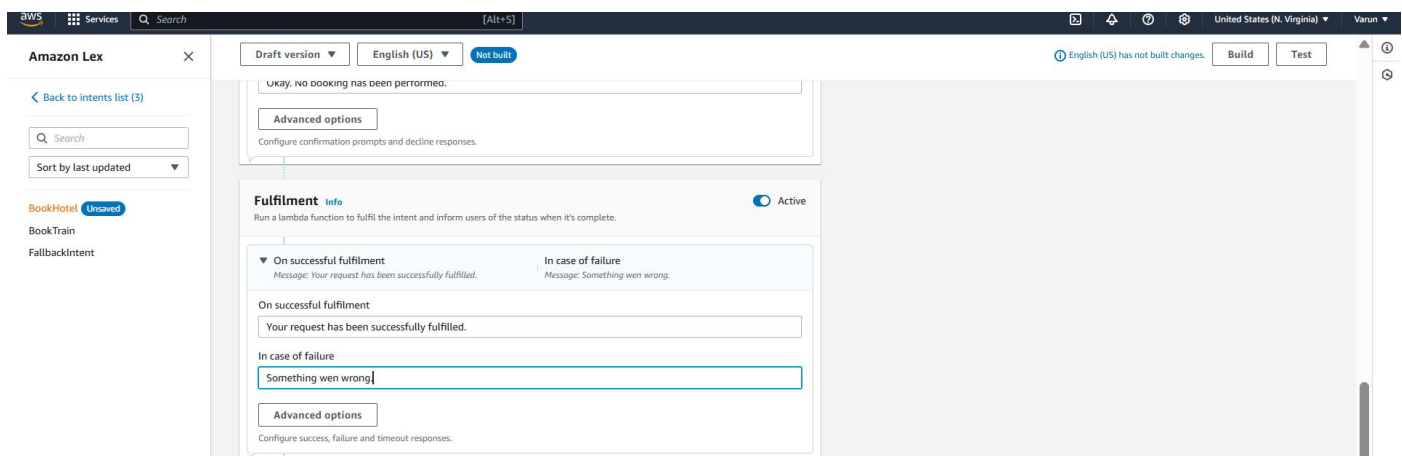 aws Services Search [Alt+S] United States (N. Virginia) ▼ Varun ▼
Amazon Lex
Draft version ▼ English (US) ▼ Not built English (US) has not built changes. Build Test
Back to intents list (3)
Search
Sort by last updated ▼
BookHotel Unsaved
BookTrain
FallbackIntent
Okay. No booking has been performed.
Advanced options
Configure confirmation prompts and decline responses.
Fulfilment Info Active
Run a lambda function to fulfil the intent and inform users of the status when it's complete.
▼ On successful fulfilment In case of failure
Message: Your request has been successfully fulfilled. Message: Something wen wrong.
On successful fulfilment
Your request has been successfully fulfilled.
In case of failure
Something wen wrong.
Advanced options
Configure success, failure and timeout responses.